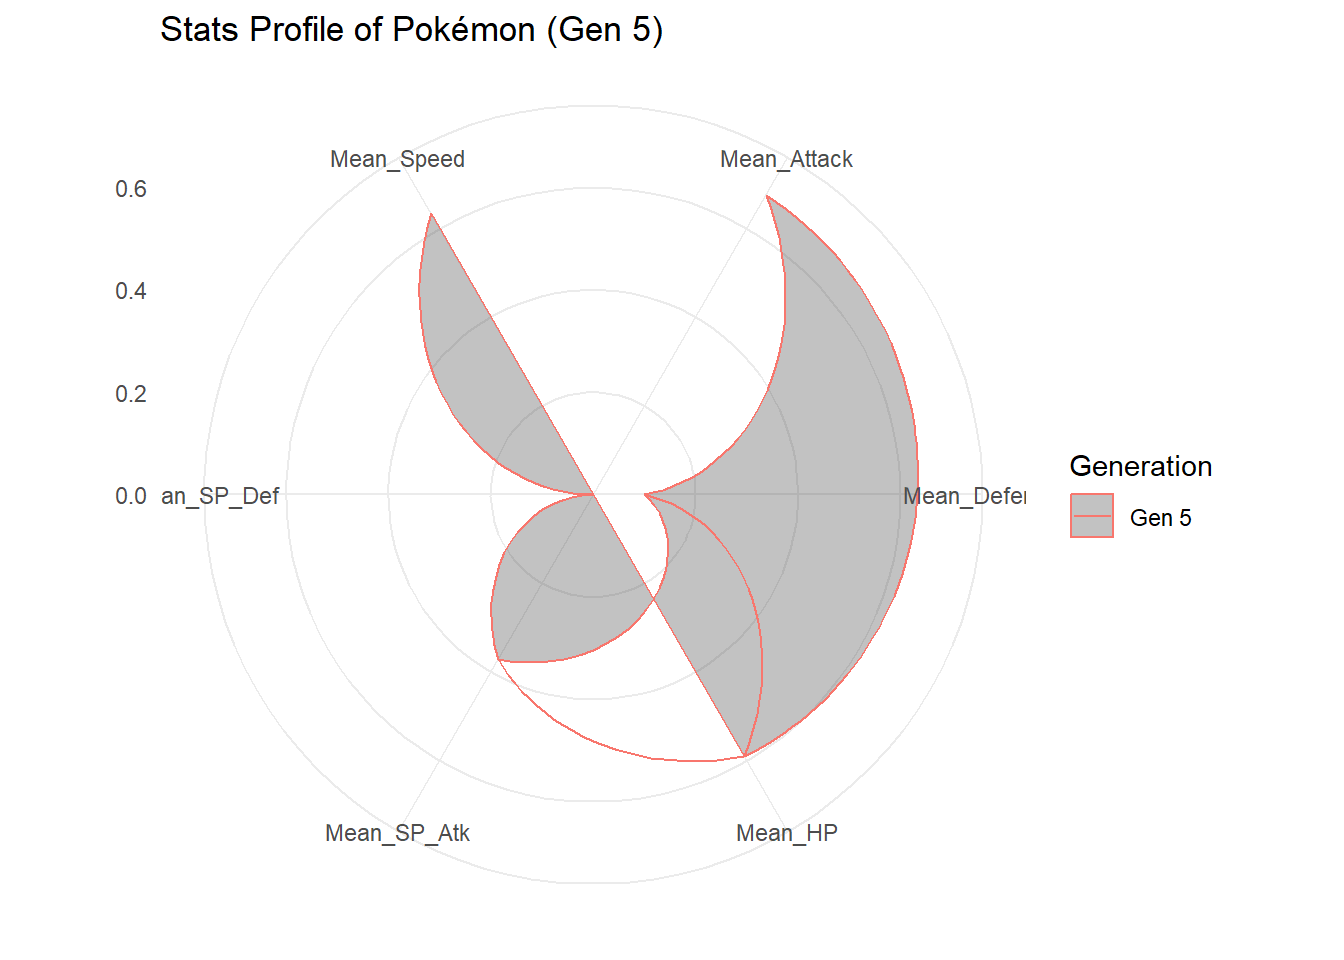 Stats Profile of Pokémon (Gen 5)
Mean_Speed
Mean_Attack
0.6
0.4
0.2
0.0
an_SP_Def
Mean_Defer
Mean_SP_Atk
Mean_HP
Generation
Gen 5